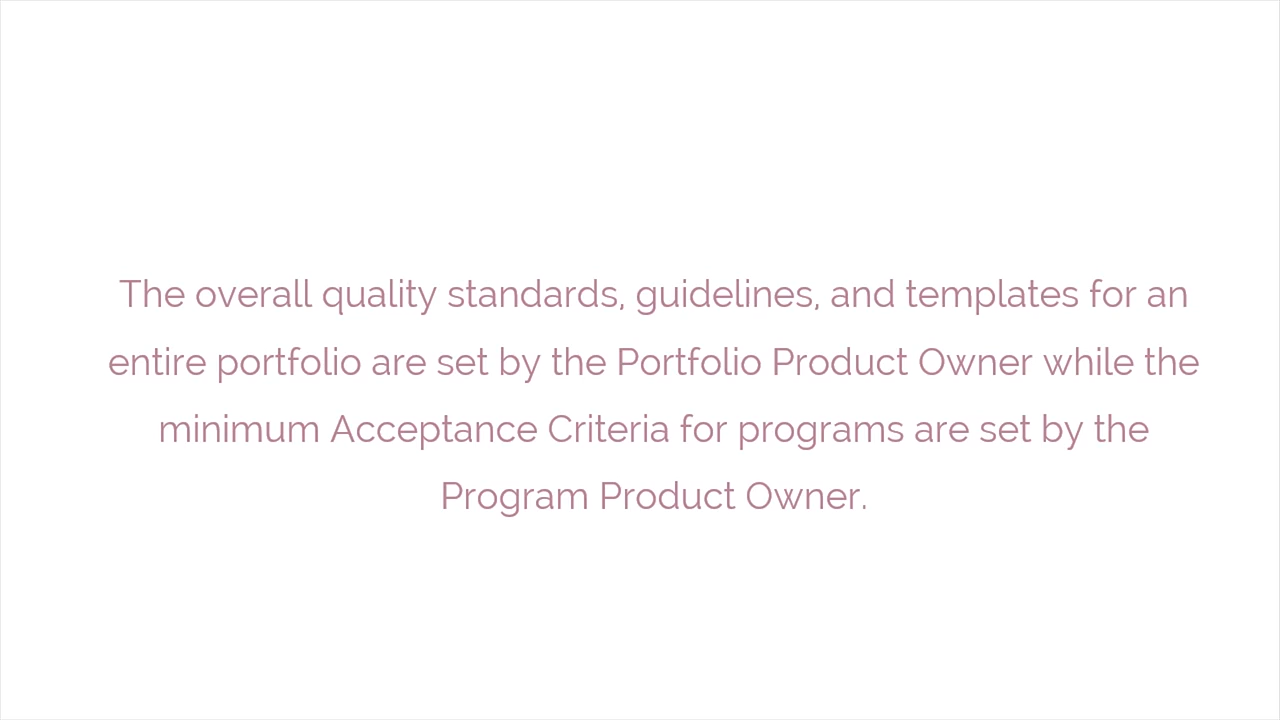 The overall quality standards, guidelines, and templates for an
entire portfolio are set by the Portfolio Product Owner while the
minimum Acceptance Criteria for programs are set by the
Program Product Owner.